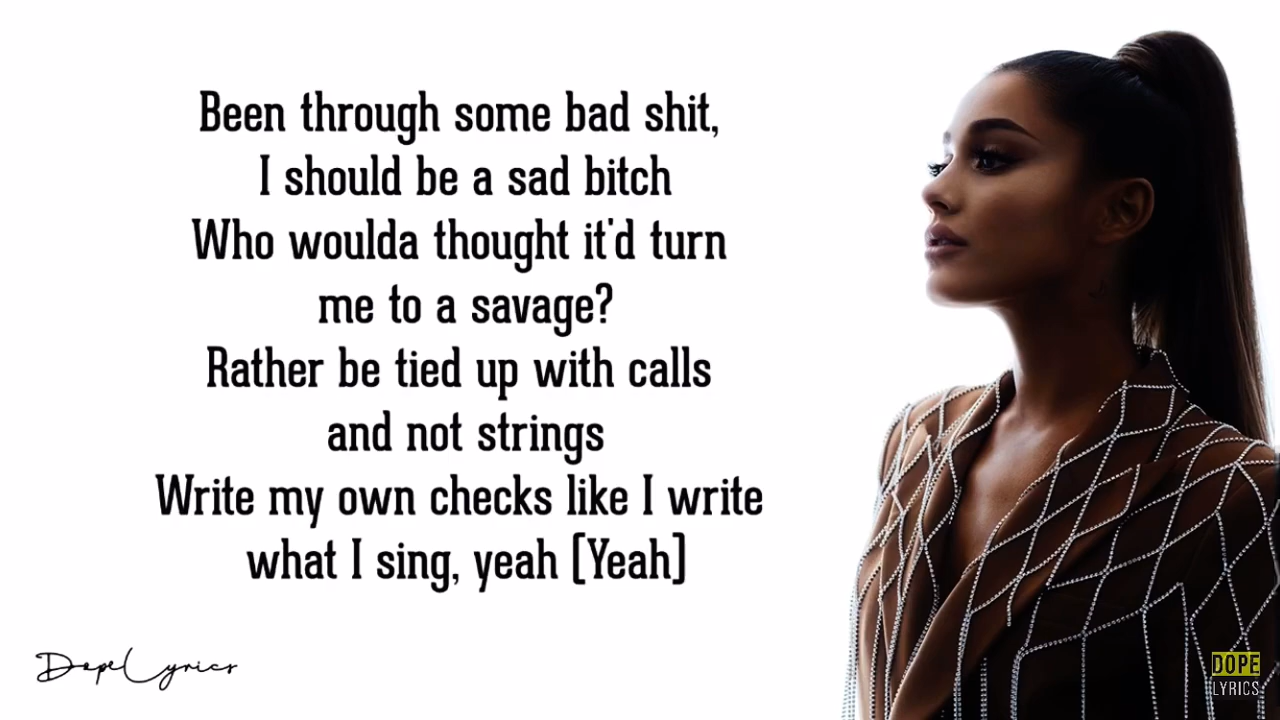 Been through some bad shit,
I should be a sad bitch
Who woulda thought it'd turn
me to a savage?
Rather be tied up with calls
and not strings
Write my own checks like I write
what I sing, yeah [Yeah]
DopeLyrics
DOPE
LYRICS